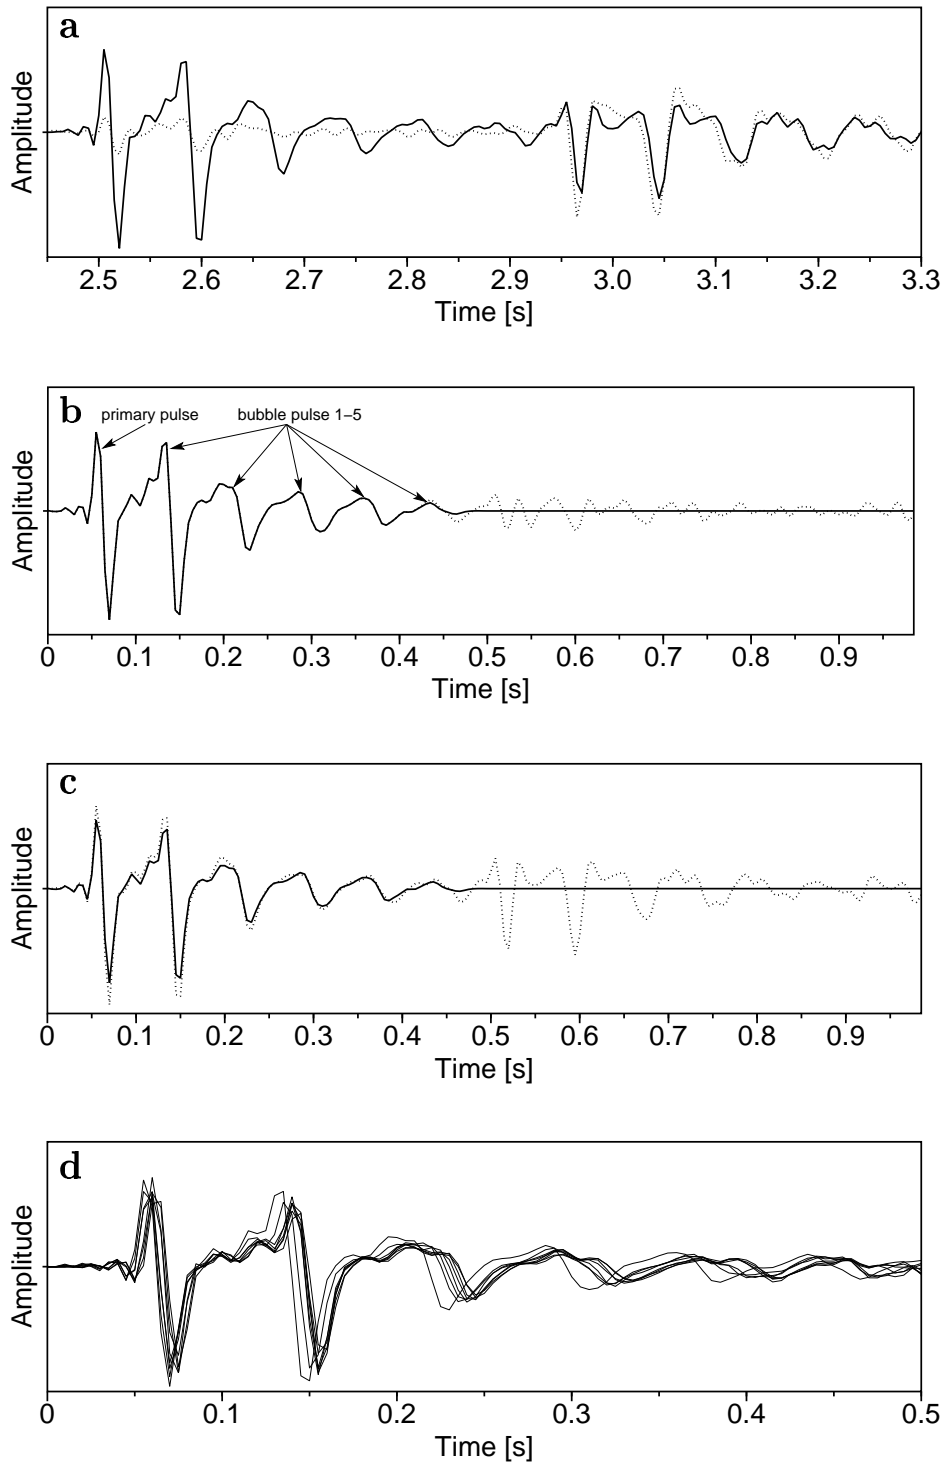 a
Amplitude
2.5 2.6 2.7 2.8 2.9 3.0 3.1 3.2 3.3
Time [s]
b
primary pulse
bubble pulse 1–5
Amplitude
0 0.1 0.2 0.3 0.4 0.5 0.6 0.7 0.8 0.9
Time [s]
c
Amplitude
0 0.1 0.2 0.3 0.4 0.5 0.6 0.7 0.8 0.9
Time [s]
d
Amplitude
0 0.1 0.2 0.3 0.4 0.5
Time [s]